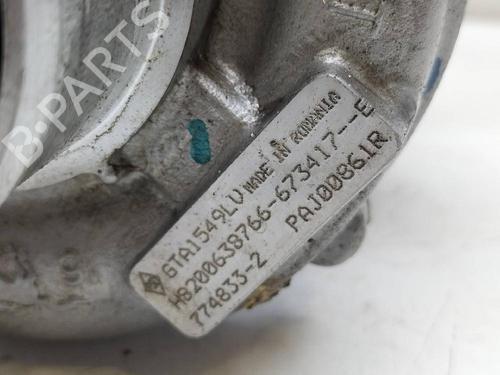 B-PARTS
GTA1549LV MADE IN ROMANIA
H8200638766-673417--E
774833-2 PAJ00861R